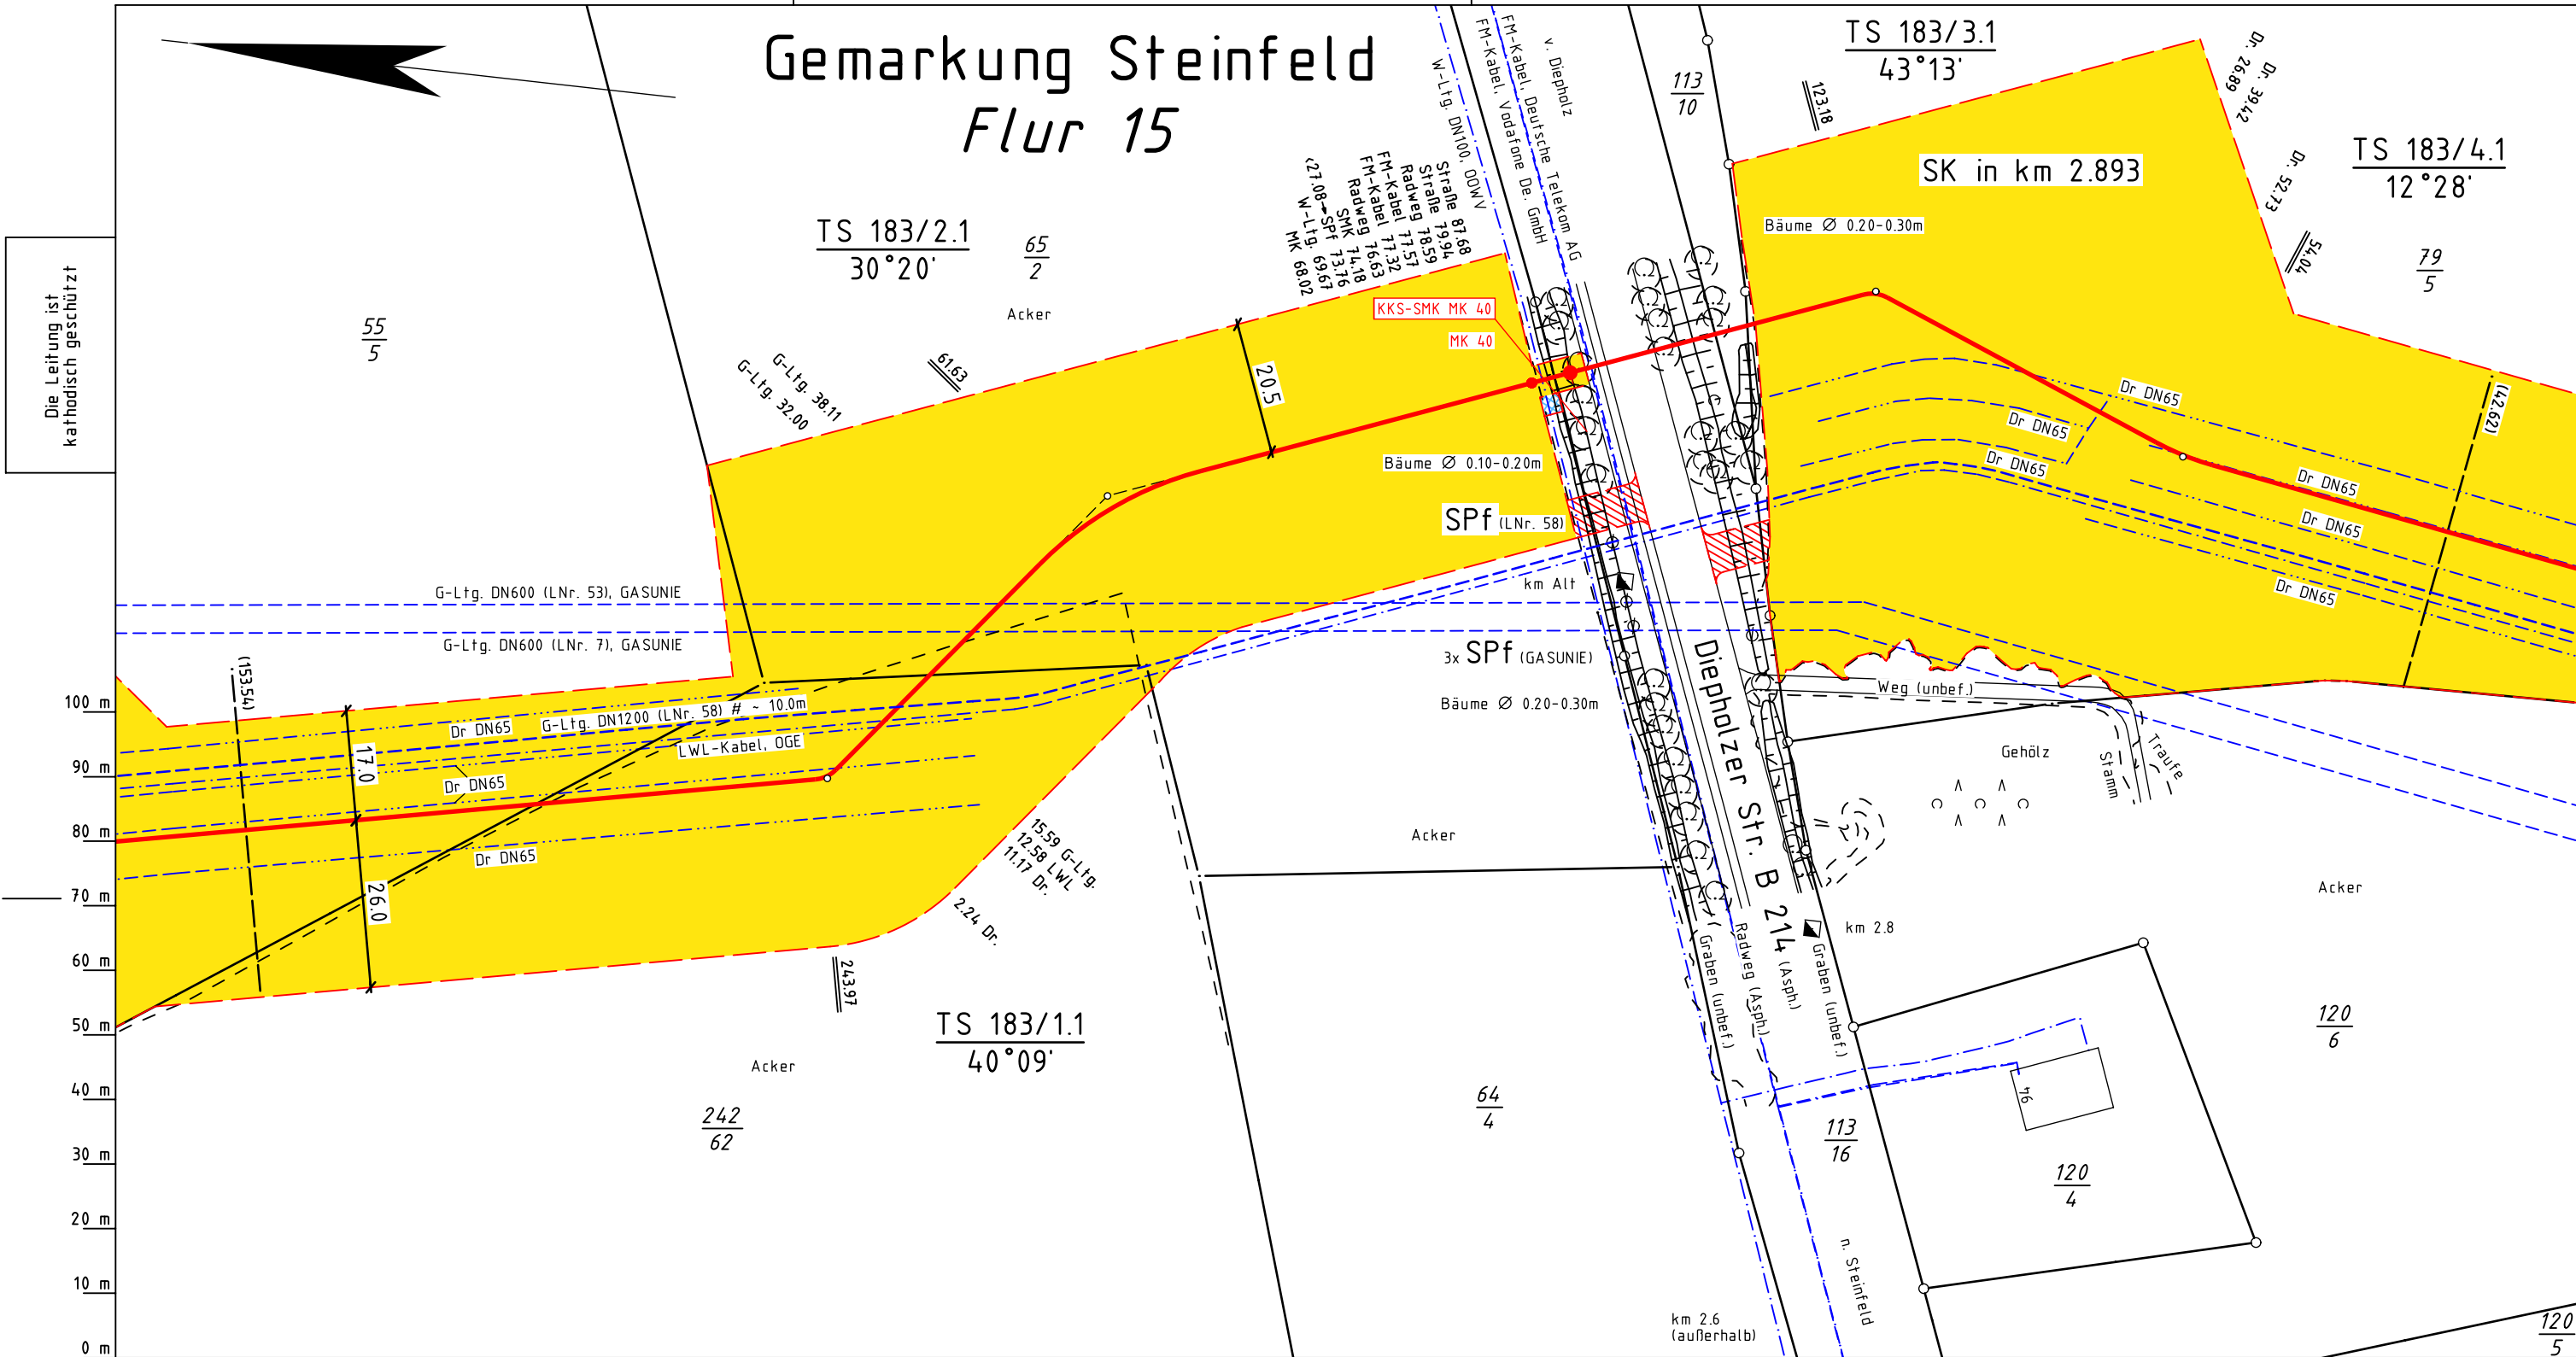 Gemarkung Steinfeld
Flur 15
Die Leitung ist
kathodisch geschützt
55
5
TS 183/2.1
30°20'
65
2
Acker
61.63
G-Ltg. 38.11
G-Ltg. 32.00
20.5
Straße 87.68
Straße 79.94
Radweg 78.59
FM-Kabel 77.57
FM-Kabel 77.32
Radweg 76.63
SMK 74.18
<27.08→SPf 73.76
W-Ltg. 69.67
MK 68.02
W-Ltg. DN100, OOWV
FM-Kabel, Vodafone De. GmbH
FM-Kabel, Deutsche Telekom AG
v. Diepholz
KKS-SMK MK 40
MK 40
113
10
TS 183/3.1
43°13'
123.18
SK in km 2.893
Bäume Ø 0.20-0.30m
Dr. 26.89
Dr. 39.42
Dr. 52.73
54.04
TS 183/4.1
12°28'
79
5
(42.62)
Dr DN65
Dr DN65
Dr DN65
Dr DN65
Dr DN65
Dr DN65
Bäume Ø 0.10-0.20m
SPf (LNr. 58)
km Alt
3x SPf (GASUNIE)
Bäume Ø 0.20-0.30m
G-Ltg. DN600 (LNr. 53), GASUNIE
G-Ltg. DN600 (LNr. 7), GASUNIE
(153.54)
17.0
26.0
Dr DN65
G-Ltg. DN1200 (LNr. 58) # ~ 10.0m
LWL-Kabel, OGE
Dr DN65
Dr DN65
15.59 G-Ltg.
12.58 LWL
11.17 Dr.
2.24 Dr.
243.97
TS 183/1.1
40°09'
Acker
242
62
Acker
64
4
Diepholzer Str. B 214 (Asph.)
Radweg (Asph.)
Graben (unbef.)
Graben (unbef.)
Weg (unbef.)
Gehölz
Stamm
Traufe
km 2.8
Acker
120
6
94
113
16
120
4
n. Steinfeld
km 2.6
(außerhalb)
120
5
100 m
90 m
80 m
70 m
60 m
50 m
40 m
30 m
20 m
10 m
0 m